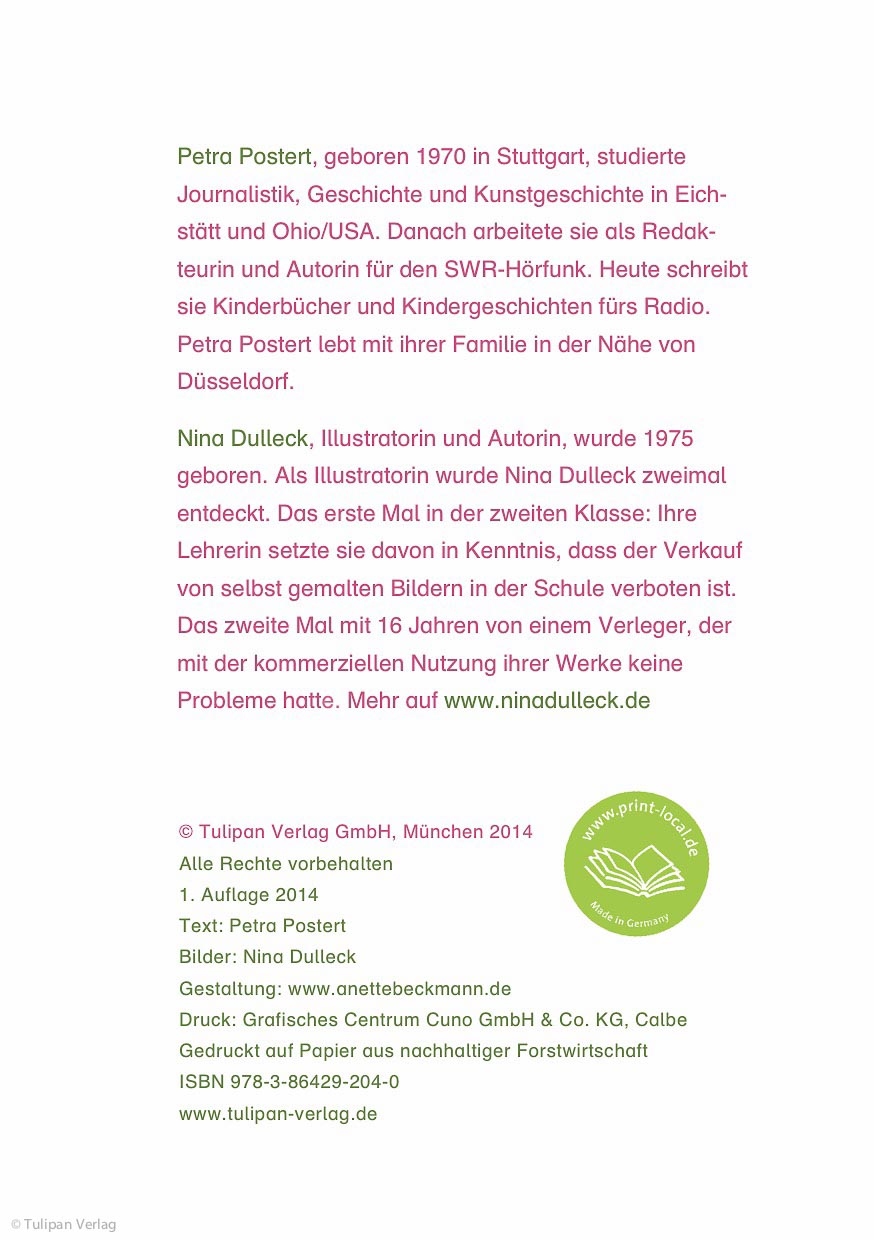 Petra Postert, geboren 1970 in Stuttgart, studierte
Journalistik, Geschichte und Kunstgeschichte in Eich-
stätt und Ohio/USA. Danach arbeitete sie als Redak-
teurin und Autorin für den SWR-Hörfunk. Heute schreibt
sie Kinderbücher und Kindergeschichten fürs Radio.
Petra Postert lebt mit ihrer Familie in der Nähe von
Düsseldorf.
Nina Dulleck, Illustratorin und Autorin, wurde 1975
geboren. Als Illustratorin wurde Nina Dulleck zweimal
entdeckt. Das erste Mal in der zweiten Klasse: Ihre
Lehrerin setzte sie davon in Kenntnis, dass der Verkauf
von selbst gemalten Bildern in der Schule verboten ist.
Das zweite Mal mit 16 Jahren von einem Verleger, der
mit der kommerziellen Nutzung ihrer Werke keine
Probleme hatte. Mehr auf www.ninadulleck.de
© Tulipan Verlag GmbH, München 2014
Alle Rechte vorbehalten
1. Auflage 2014
Text: Petra Postert
Bilder: Nina Dulleck
Gestaltung: www.anettebeckmann.de
Druck: Grafisches Centrum Cuno GmbH & Co. KG, Calbe
Gedruckt auf Papier aus nachhaltiger Forstwirtschaft
ISBN 978-3-86429-204-0
www.tulipan-verlag.de
www.print-local.de
Made in Germany
© Tulipan Verlag